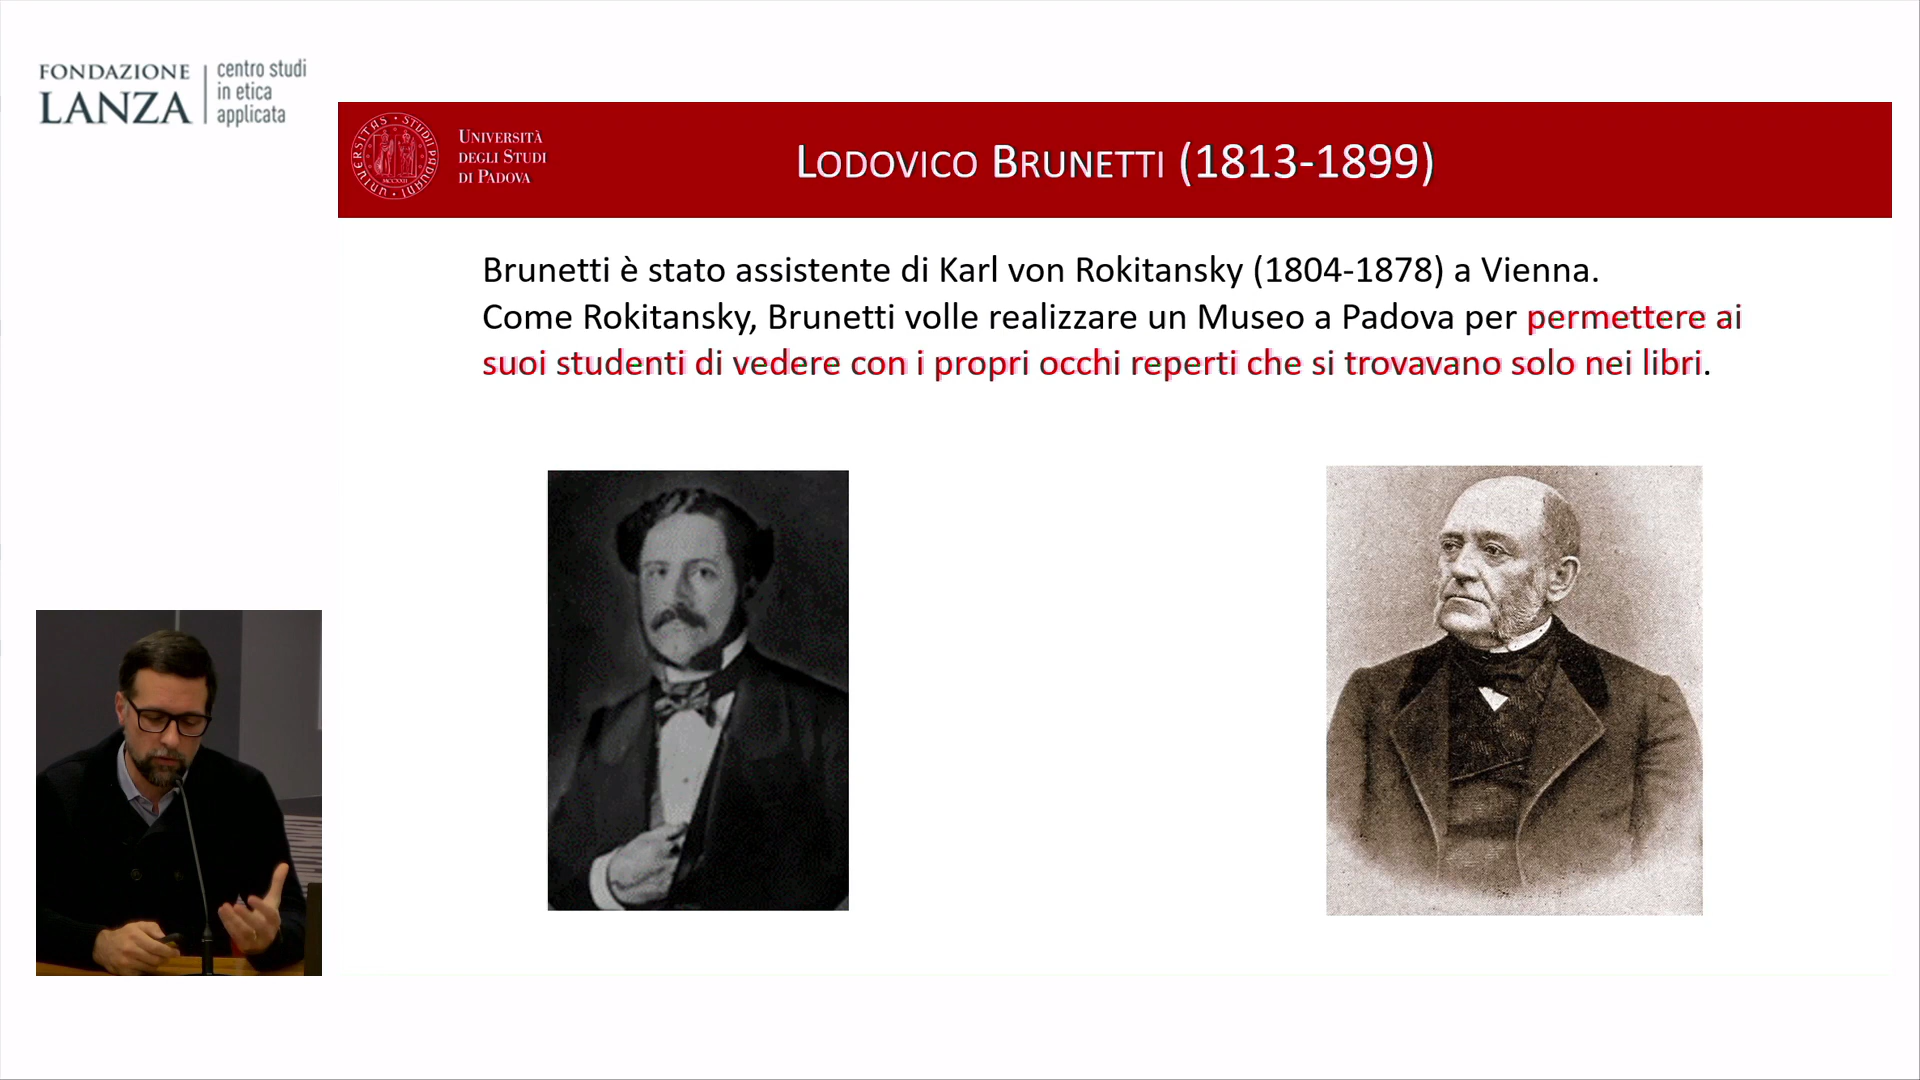 FONDAZIONE
LANZA
centro studi
in etica
applicata
UNIVERSITÀ
DEGLI STUDI
DI PADOVA
LODOVICO BRUNETTI (1813-1899)
Brunetti è stato assistente di Karl von Rokitansky (1804-1878) a Vienna.
Come Rokitansky, Brunetti volle realizzare un Museo a Padova per permettere ai
suoi studenti di vedere con i propri occhi reperti che si trovavano solo nei libri.